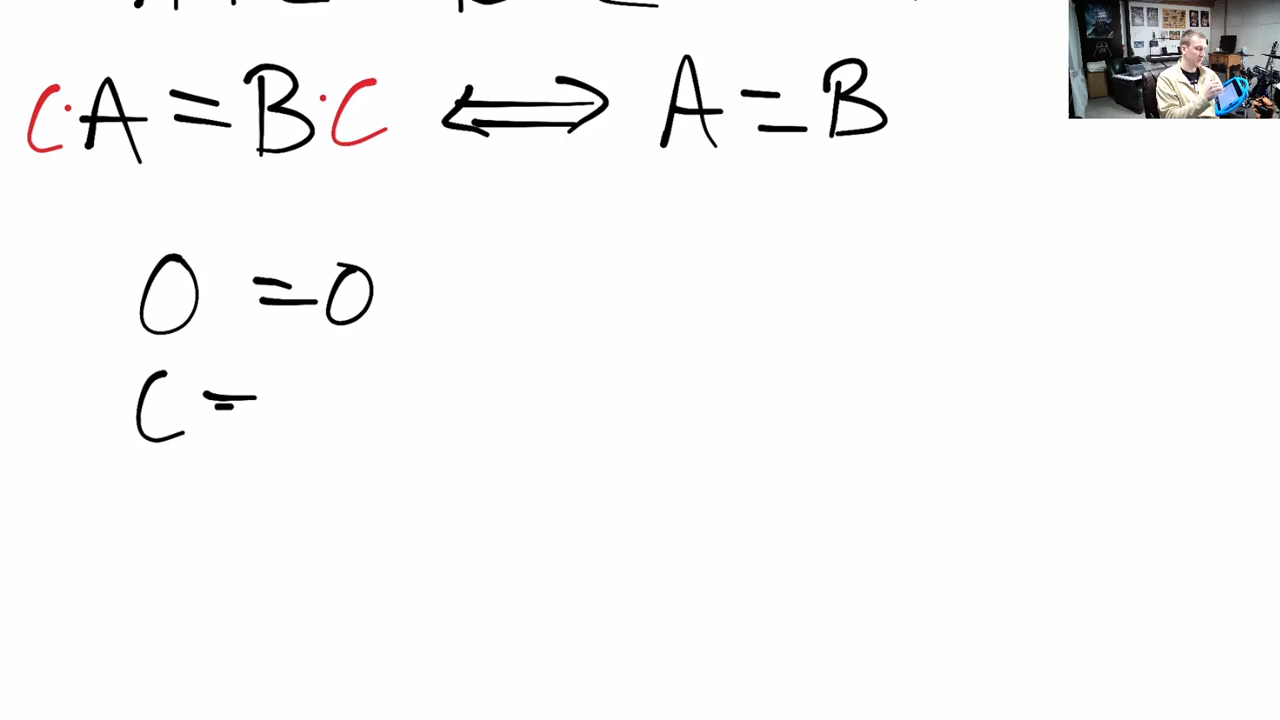 C·A = B·C ⟺ A = B
0 = 0
C =